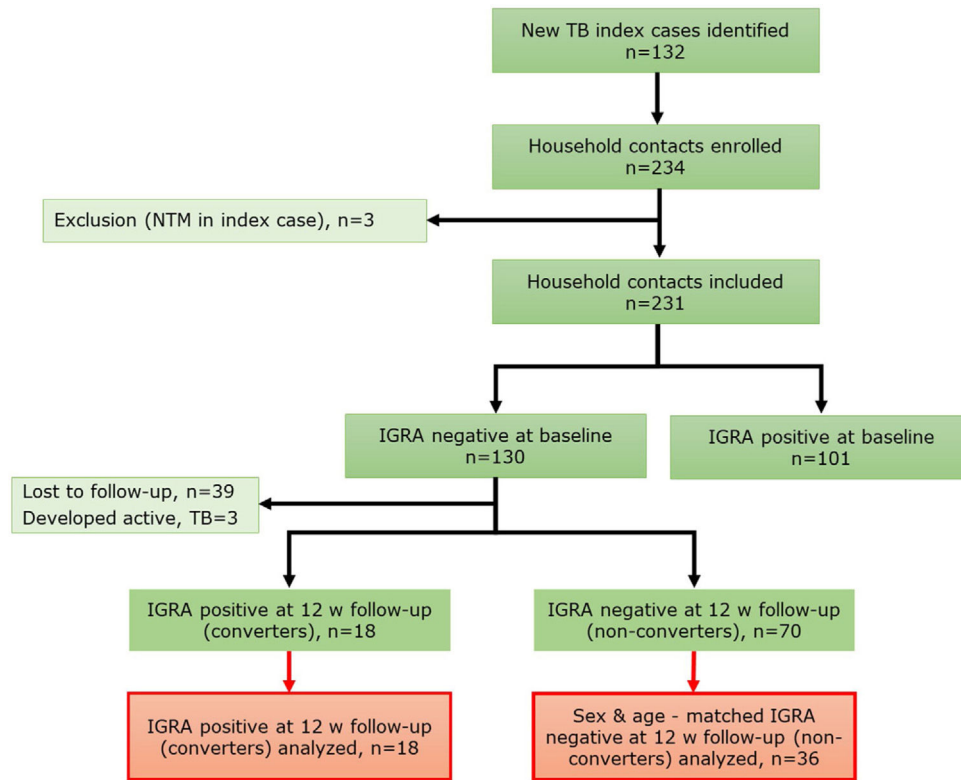 New TB index cases identified
n=132
Household contacts enrolled
n=234
Exclusion (NTM in index case), n=3
Household contacts included
n=231
IGRA negative at baseline
n=130
IGRA positive at baseline
n=101
Lost to follow-up, n=39
Developed active, TB=3
IGRA positive at 12 w follow-up
(converters), n=18
IGRA negative at 12 w follow-up
(non-converters), n=70
IGRA positive at 12 w follow-up
(converters) analyzed, n=18
Sex & age - matched IGRA
negative at 12 w follow-up (non-
converters) analyzed, n=36